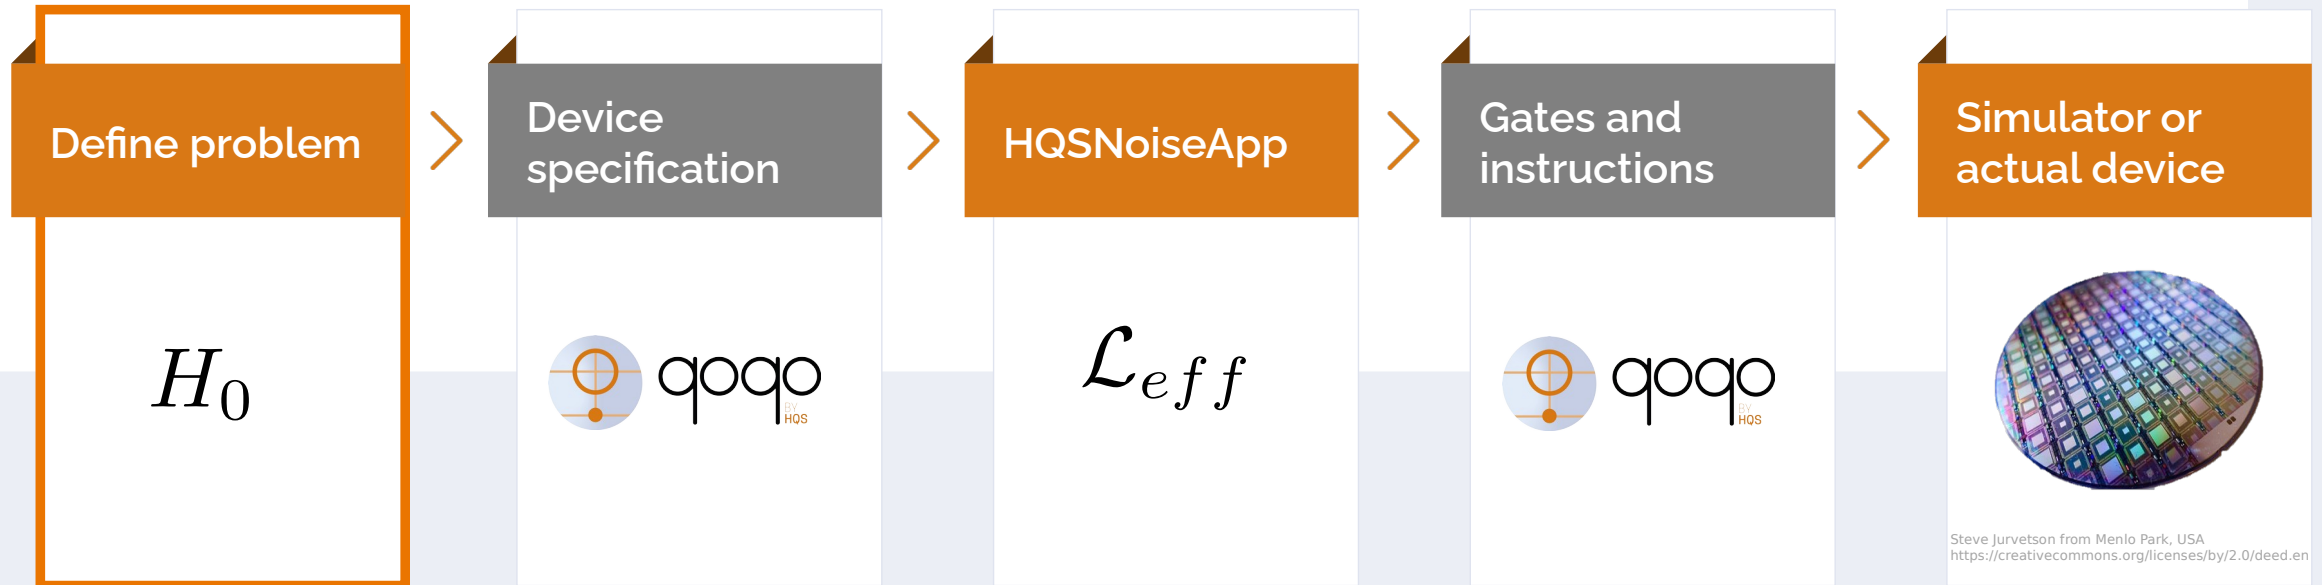 Define problem
H0
Device
specification
qoqo
BY
HQS
HQSNoiseApp
ℒeff
Gates and
instructions
qoqo
BY
HQS
Simulator or
actual device
Steve Jurvetson from Menlo Park, USA
https://creativecommons.org/licenses/by/2.0/deed.en